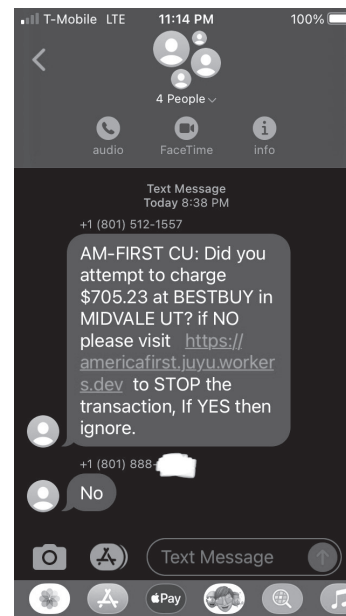 T-Mobile LTE 11:14 PM 100%
4 People
audio FaceTime info
Text Message
Today 8:38 PM
+1 (801) 512-1557
AM-FIRST CU: Did you
attempt to charge
$705.23 at BESTBUY in
MIDVALE UT? if NO
please visit https://
americafirst.juyu.worker
s.dev to STOP the
transaction, If YES then
ignore.
+1 (801) 888-
No
Text Message
Pay